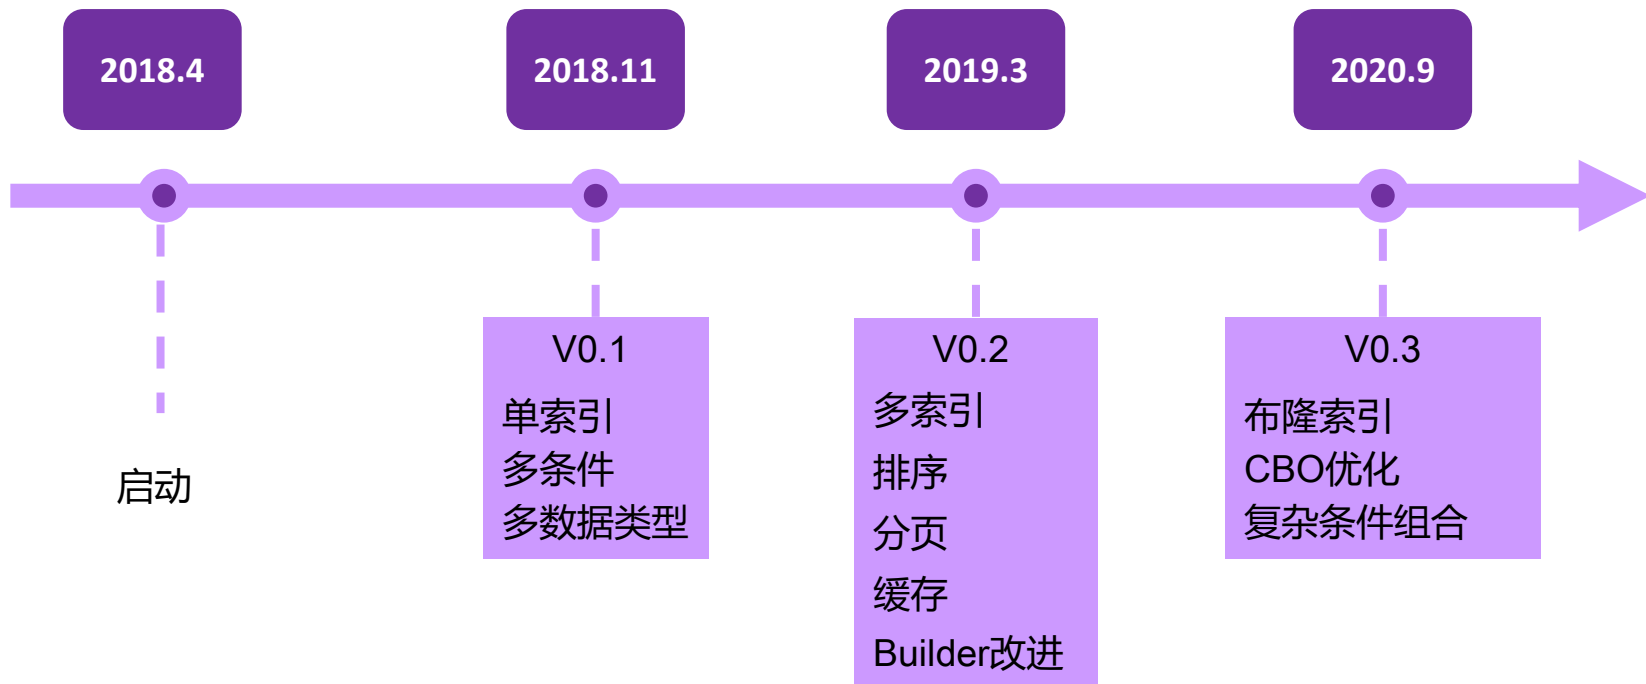 2018.4
2018.11
2019.3
2020.9
启动
V0.1
单索引
多条件
多数据类型
V0.2
多索引
排序
分页
缓存
Builder改进
V0.3
布隆索引
CBO优化
复杂条件组合